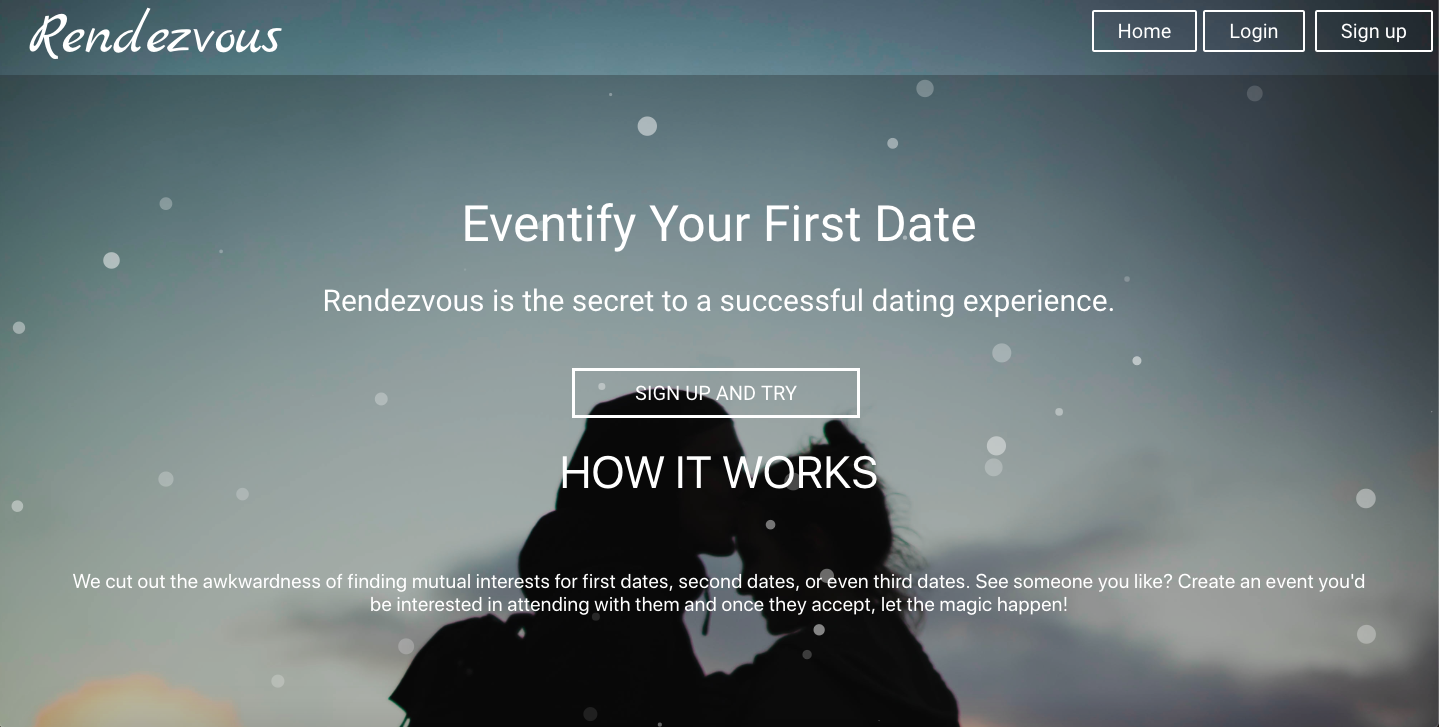 Rendezvous
Home
Login
Sign up
Eventify Your First Date
Rendezvous is the secret to a successful dating experience.
SIGN UP AND TRY
HOW IT WORKS
We cut out the awkwardness of finding mutual interests for first dates, second dates, or even third dates. See someone you like? Create an event you'd
be interested in attending with them and once they accept, let the magic happen!